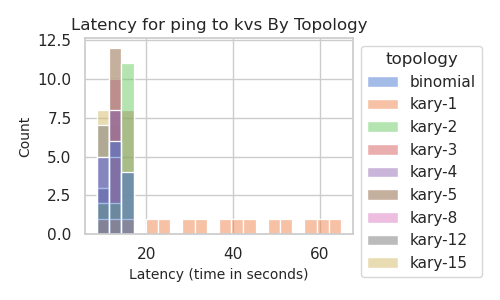 Latency for ping to kvs By Topology
12.5
10.0
7.5
5.0
2.5
0.0
Count
20
40
60
Latency (time in seconds)
topology
binomial
kary-1
kary-2
kary-3
kary-4
kary-5
kary-8
kary-12
kary-15